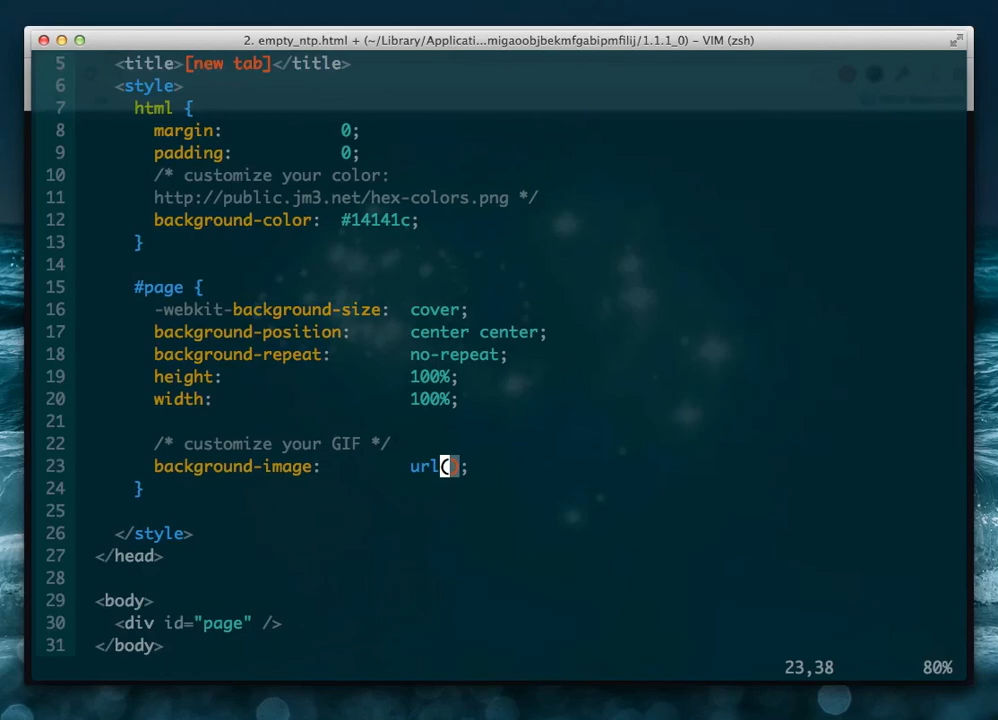 2. empty_ntp.html + (~/Library/Applicati...migaoobjbekmfgabipmfilij/1.1.1_0) – VIM (zsh)
5 <title>[new tab]</title>
6 <style>
7 html {
8 margin: 0;
9 padding: 0;
10 /* customize your color:
11 http://public.jm3.net/hex-colors.png */
12 background-color: #14141c;
13 }
14
15 #page {
16 -webkit-background-size: cover;
17 background-position: center center;
18 background-repeat: no-repeat;
19 height: 100%;
20 width: 100%;
21
22 /* customize your GIF */
23 background-image: url();
24 }
25
26 </style>
27 </head>
28
29 <body>
30 <div id="page" />
31 </body>
23,38 80%